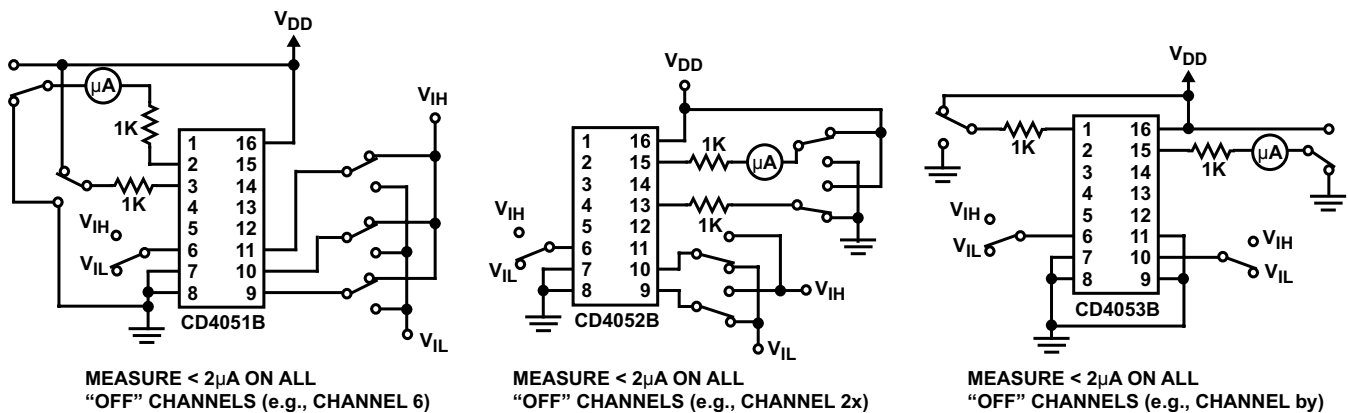 VDD
µA
1K
1K
1 16
2 15
3 14
4 13
5 12
6 11
7 10
8 9
VIH
VIL
VIH
VIL
CD4051B
MEASURE < 2µA ON ALL
“OFF” CHANNELS (e.g., CHANNEL 6)
VDD
1 16
2 15
3 14
4 13
5 12
6 11
7 10
8 9
1K
µA
1K
VIH
VIL
VIH
VIL
CD4052B
MEASURE < 2µA ON ALL
“OFF” CHANNELS (e.g., CHANNEL 2x)
VDD
1K
1 16
2 15
3 14
4 13
5 12
6 11
7 10
8 9
1K
µA
VIH
VIL
VIH
VIL
CD4053B
MEASURE < 2µA ON ALL
“OFF” CHANNELS (e.g., CHANNEL by)